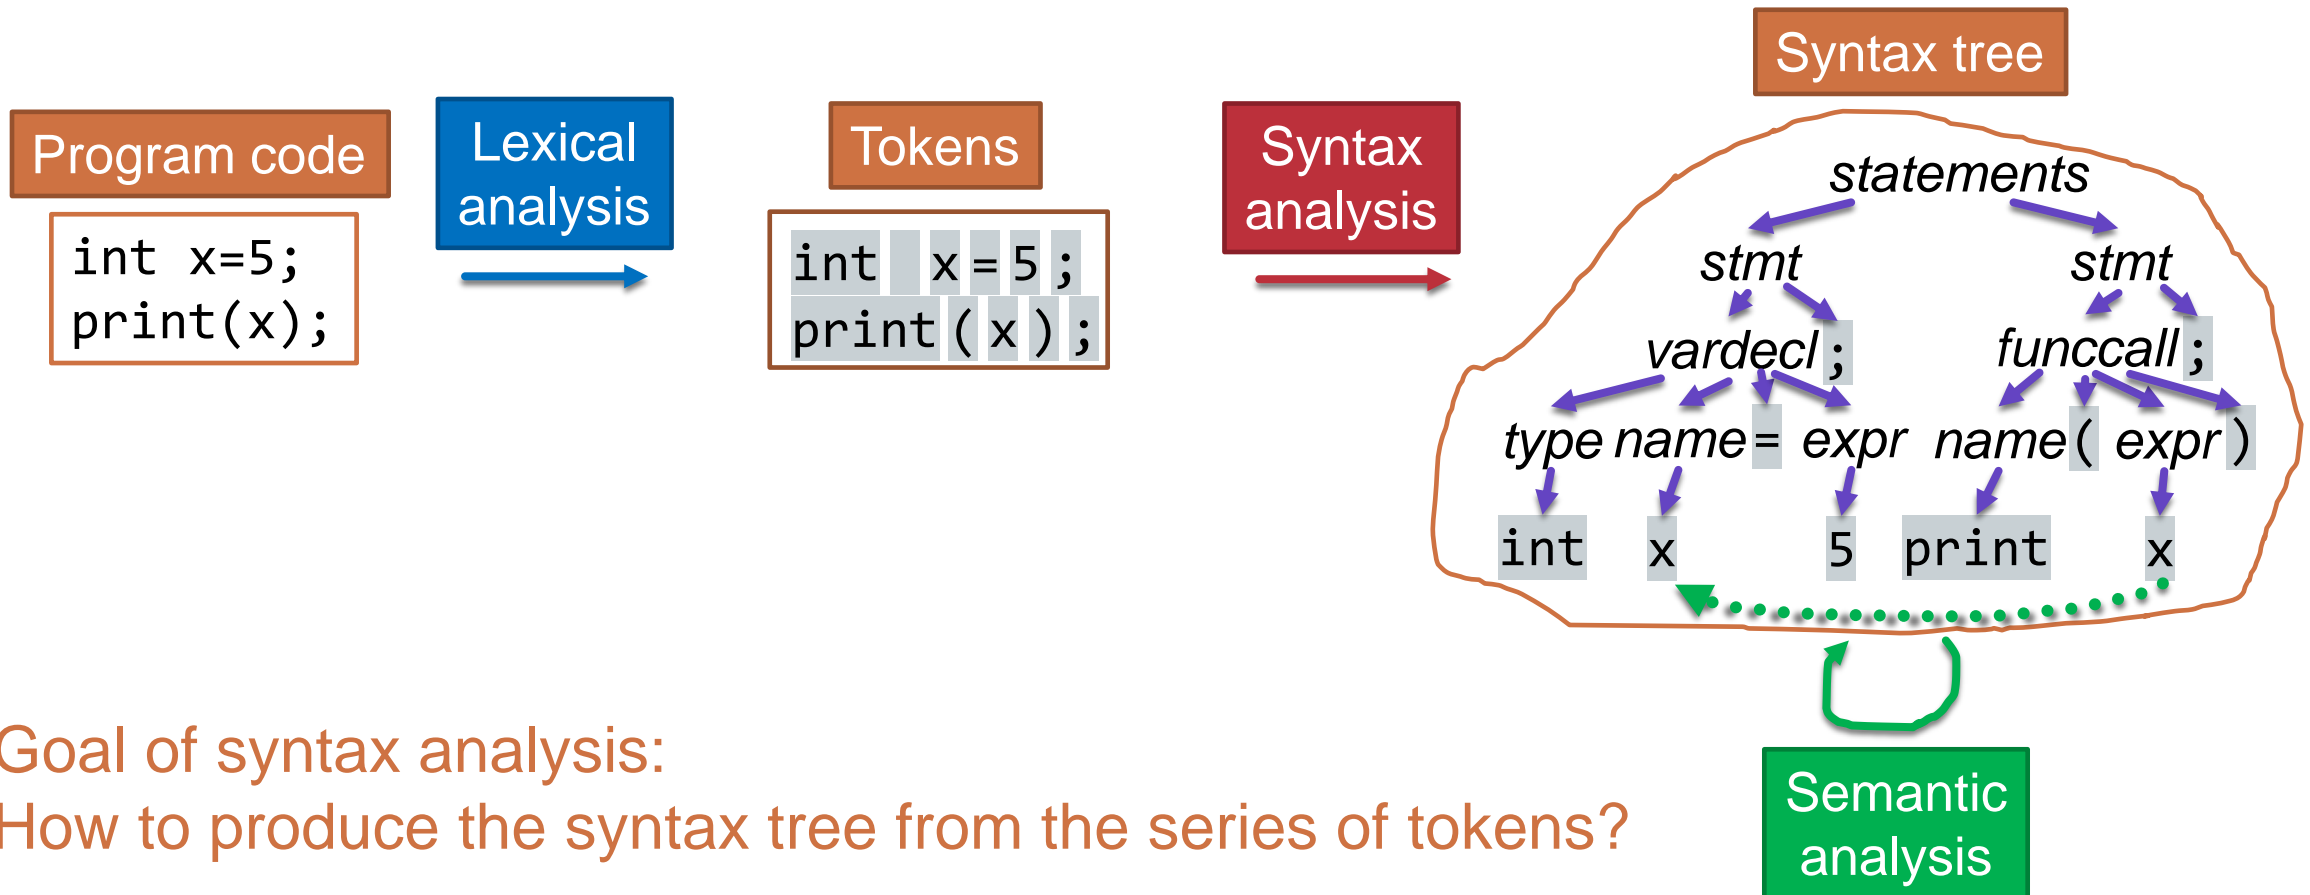 Program code
int x=5;
print(x);
Lexical
analysis
Tokens
int x = 5 ;
print ( x ) ;
Syntax
analysis
Syntax tree
statements
stmt stmt
vardecl ; funccall ;
type name = expr name ( expr )
int x 5 print x
Semantic
analysis
Goal of syntax analysis:
How to produce the syntax tree from the series of tokens?